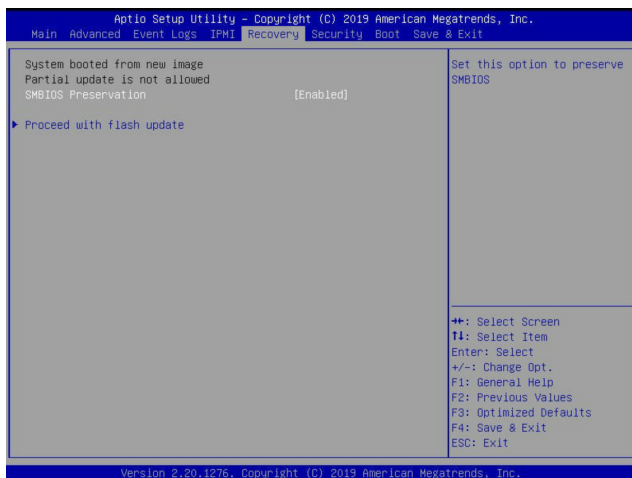 Aptio Setup Utility – Copyright (C) 2019 American Megatrends, Inc.
Main Advanced Event Logs IPMI Recovery Security Boot Save & Exit
System booted from new image
Partial update is not allowed
SMBIOS Preservation [Enabled]
▶ Proceed with flash update
Set this option to preserve
SMBIOS
→←: Select Screen
↑↓: Select Item
Enter: Select
+/-: Change Opt.
F1: General Help
F2: Previous Values
F3: Optimized Defaults
F4: Save & Exit
ESC: Exit
Version 2.20.1276. Copyright (C) 2019 American Megatrends, Inc.